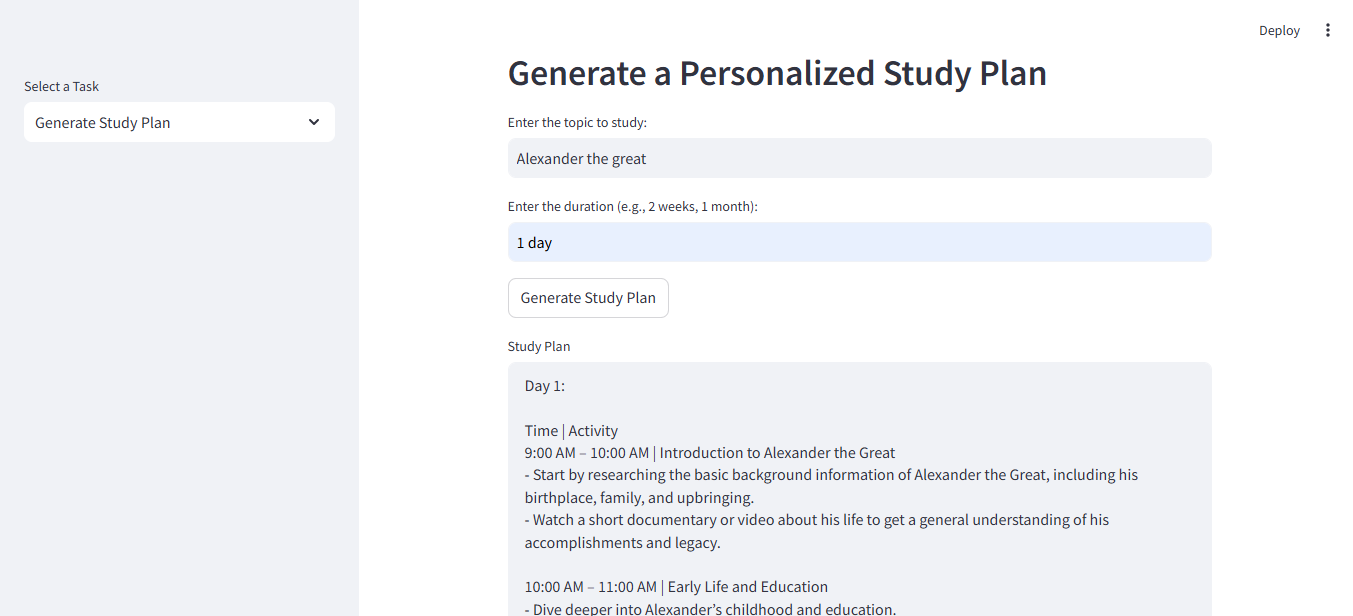 Deploy
Select a Task
Generate Study Plan
Generate a Personalized Study Plan
Enter the topic to study:
Alexander the great
Enter the duration (e.g., 2 weeks, 1 month):
1 day
Generate Study Plan
Study Plan
Day 1:
Time | Activity
9:00 AM – 10:00 AM | Introduction to Alexander the Great
- Start by researching the basic background information of Alexander the Great, including his
birthplace, family, and upbringing.
- Watch a short documentary or video about his life to get a general understanding of his
accomplishments and legacy.
10:00 AM – 11:00 AM | Early Life and Education
- Dive deeper into Alexander’s childhood and education.